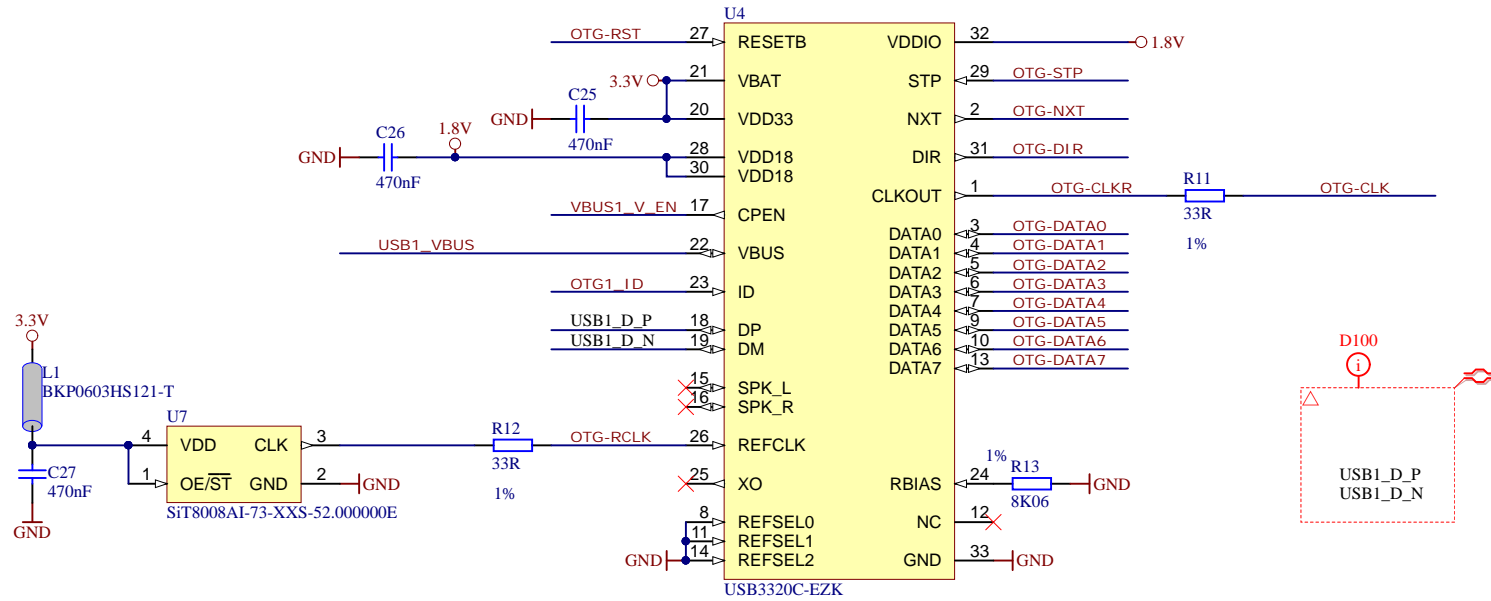 U4
OTG-RST 27 RESETB VDDIO 32 1.8V
3.3V 21 VBAT STP 29 OTG-STP
C25
GND 470nF 20 VDD33 NXT 2 OTG-NXT
C26 1.8V
GND 470nF 28 VDD18 DIR 31 OTG-DIR
30 VDD18
CLKOUT 1 OTG-CLKR R11 OTG-CLK
33R
1%
VBUS1_V_EN 17 CPEN
DATA0 3 OTG-DATA0
USB1_VBUS 22 VBUS DATA1 4 OTG-DATA1
DATA2 5 OTG-DATA2
OTG1_ID 23 ID DATA3 6 OTG-DATA3
DATA4 7 OTG-DATA4
USB1_D_P 18 DP DATA5 9 OTG-DATA5
USB1_D_N 19 DM DATA6 10 OTG-DATA6
DATA7 13 OTG-DATA7
15 SPK_L
16 SPK_R
3.3V
L1
BKP0603HS121-T
U7
4 VDD CLK 3 R12 OTG-RCLK 26 REFCLK
33R
1%
C27
470nF
GND
1 OE/ST GND 2 GND
SiT8008AI-73-XXS-52.000000E
25 XO RBIAS 24 R13 GND
1%
8K06
8 REFSEL0 NC 12
11 REFSEL1
GND 14 REFSEL2 GND 33 GND
USB3320C-EZK
D100
i
USB1_D_P
USB1_D_N